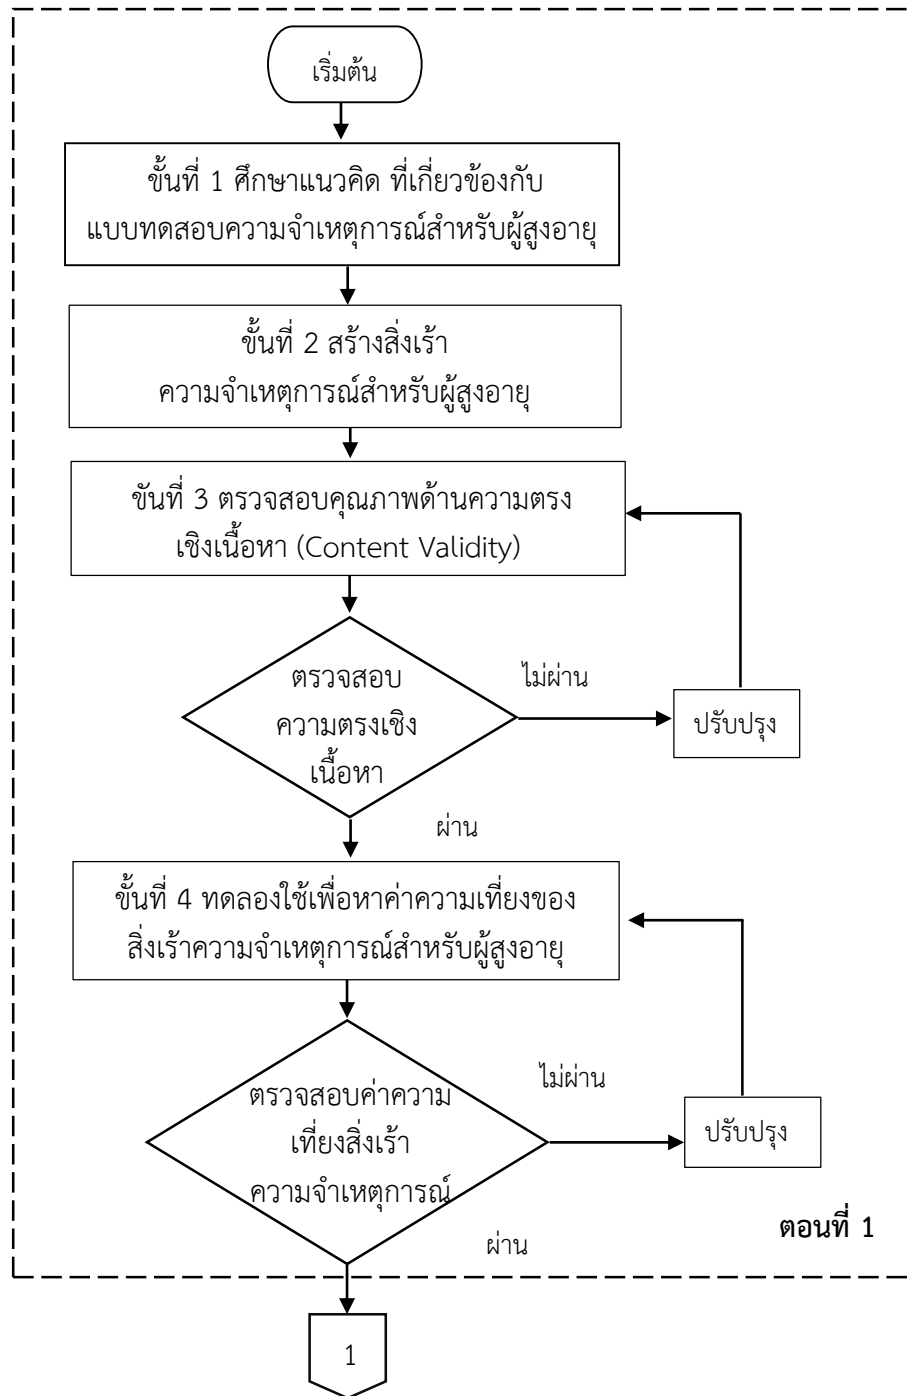 เริ่มต้น
ขั้นที่ 1 ศึกษาแนวคิด ที่เกี่ยวข้องกับ
แบบทดสอบความจำเหตุการณ์สำหรับผู้สูงอายุ
ขั้นที่ 2 สร้างสิ่งเร้า
ความจำเหตุการณ์สำหรับผู้สูงอายุ
ขันที่ 3 ตรวจสอบคุณภาพด้านความตรง
เชิงเนื้อหา (Content Validity)
ตรวจสอบ
ความตรงเชิง
เนื้อหา
ไม่ผ่าน
ปรับปรุง
ผ่าน
ขั้นที่ 4 ทดลองใช้เพื่อหาค่าความเที่ยงของ
สิ่งเร้าความจำเหตุการณ์สำหรับผู้สูงอายุ
ตรวจสอบค่าความ
เที่ยงสิ่งเร้า
ความจำเหตุการณ์
ไม่ผ่าน
ปรับปรุง
ผ่าน
ตอนที่ 1
1